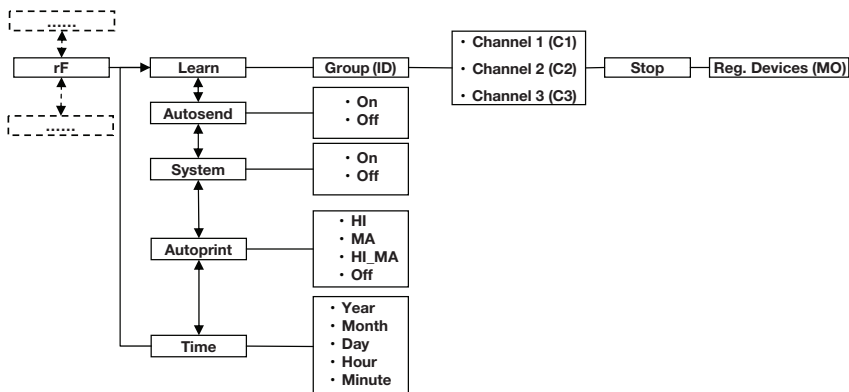 ......
rF
......
Learn
Group (ID)
• Channel 1 (C1)
• Channel 2 (C2)
• Channel 3 (C3)
Stop
Reg. Devices (MO)
Autosend
• On
• Off
System
• On
• Off
Autoprint
• HI
• MA
• HI_MA
• Off
Time
• Year
• Month
• Day
• Hour
• Minute